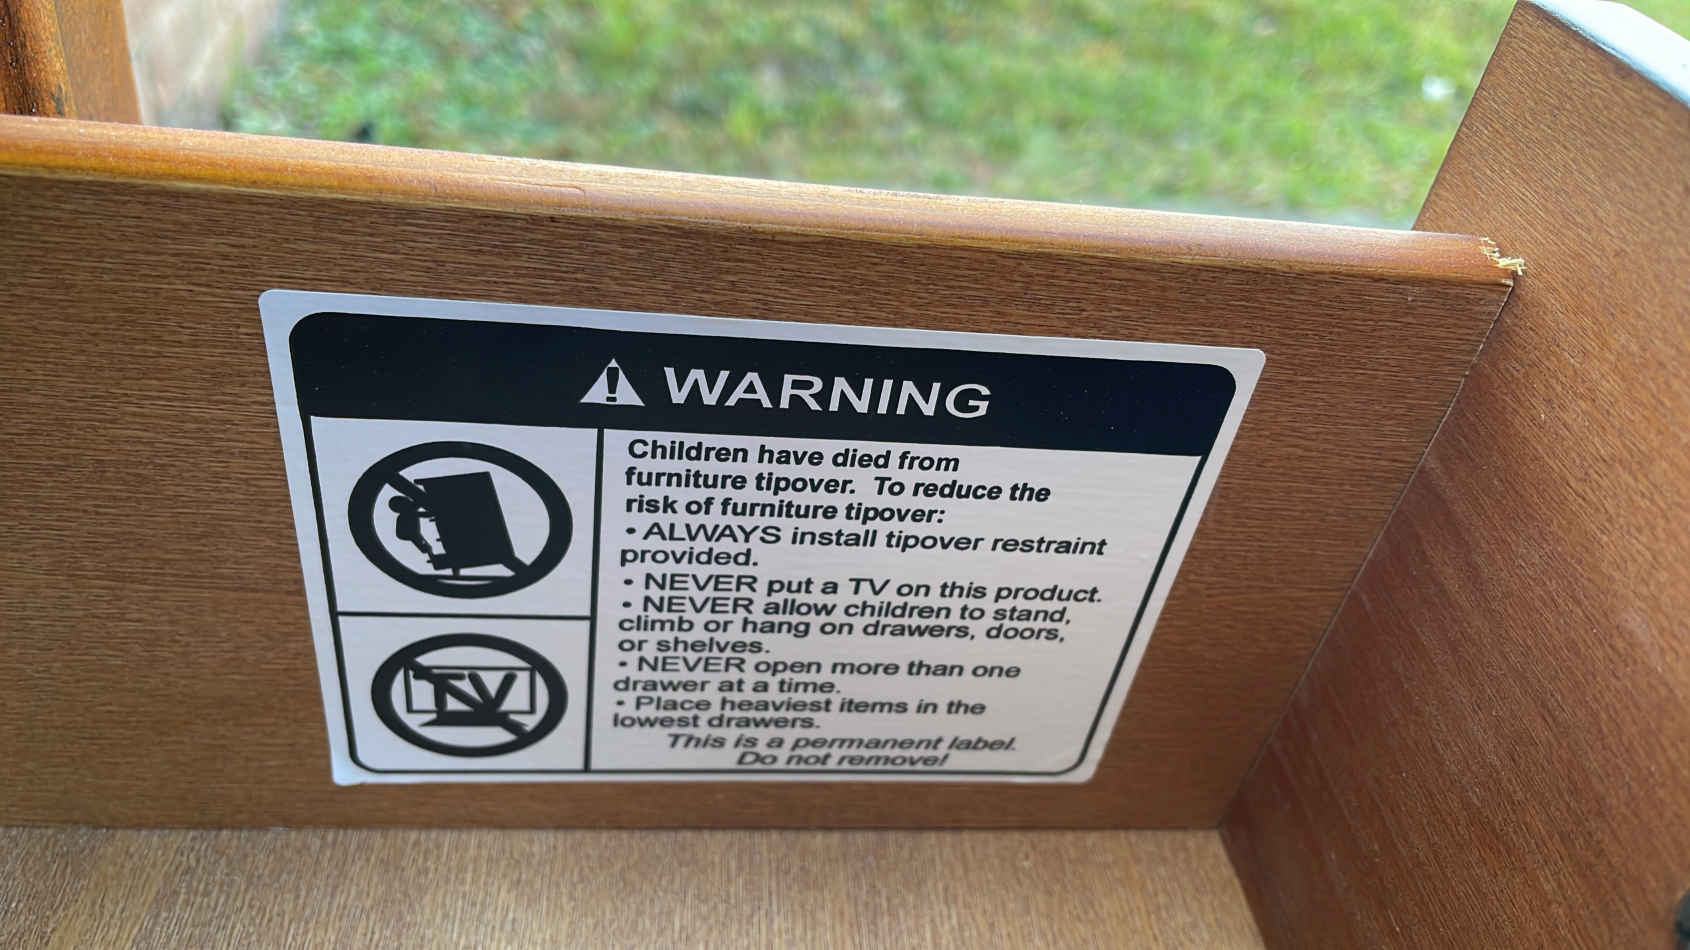 WARNING
Children have died from
furniture tipover. To reduce the
risk of furniture tipover:
• ALWAYS install tipover restraint
provided.
• NEVER put a TV on this product.
• NEVER allow children to stand,
climb or hang on drawers, doors,
or shelves.
• NEVER open more than one
drawer at a time.
• Place heaviest items in the
lowest drawers.
This is a permanent label.
Do not remove!
TV